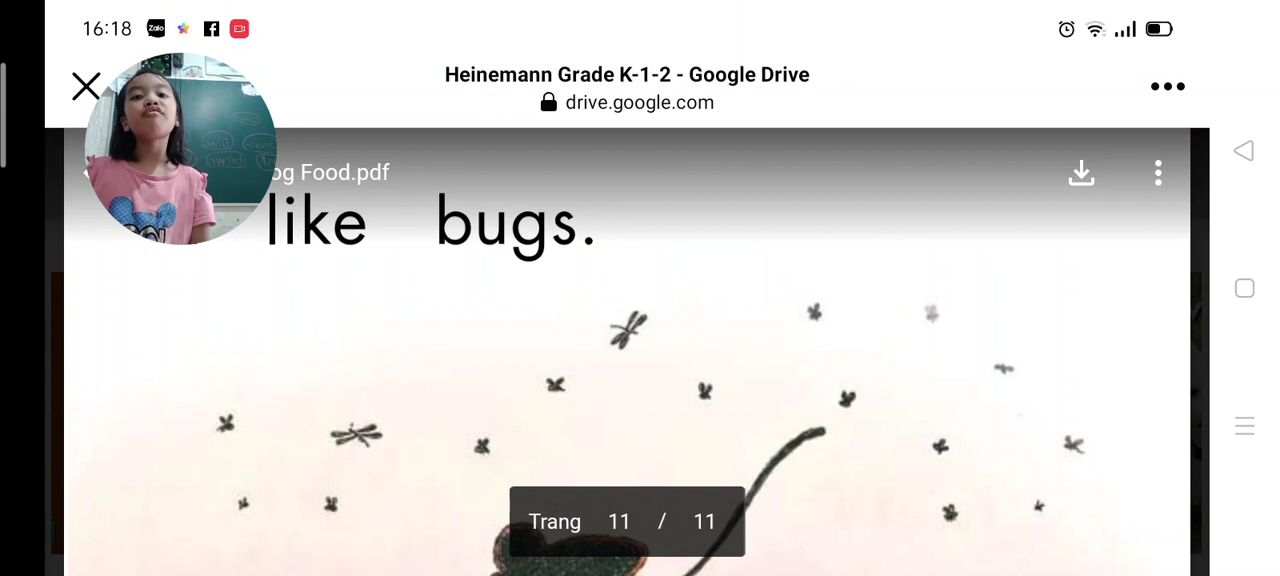 16:18
Zalo
Heinemann Grade K-1-2 - Google Drive
drive.google.com
og Food.pdf
like bugs.
Trang 11 / 11